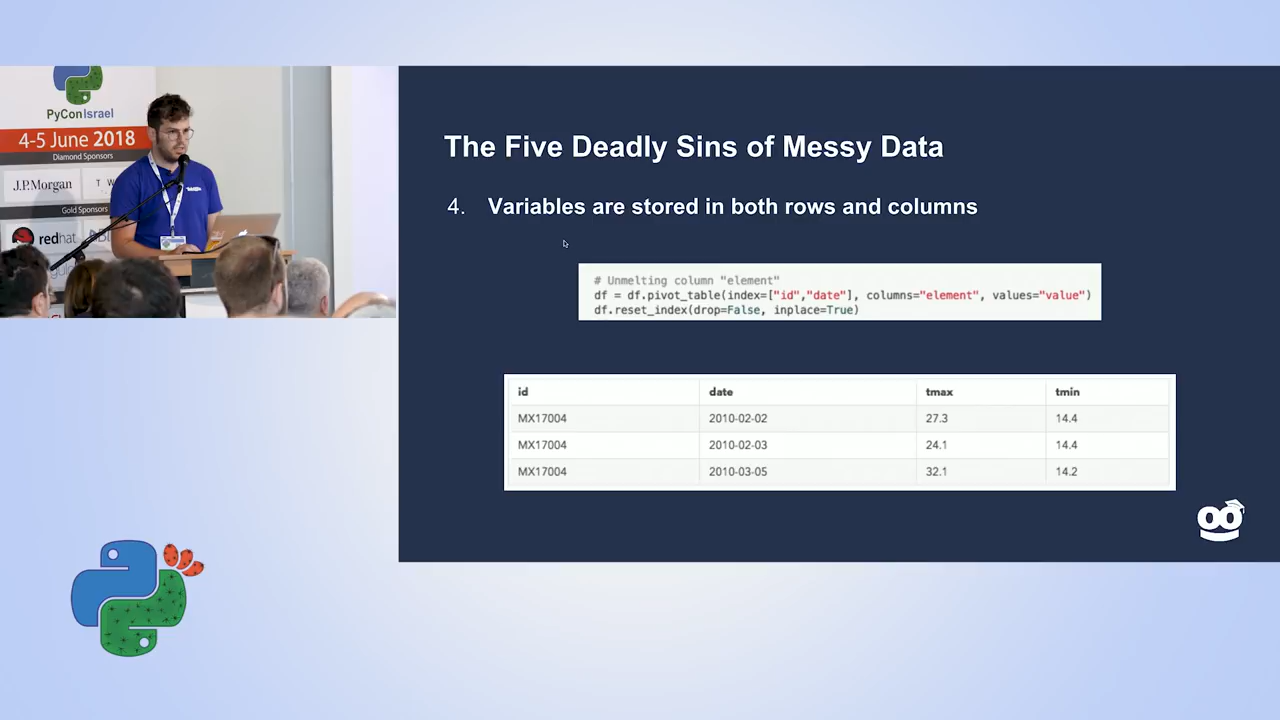 PyConIsrael
4-5 June 2018
Diamond Sponsors
J.P.Morgan
Gold Sponsors
redhat
The Five Deadly Sins of Messy Data
4. Variables are stored in both rows and columns
# Unmelting column "element"
df = df.pivot_table(index=["id","date"], columns="element", values="value")
df.reset_index(drop=False, inplace=True)
id date tmax tmin
MX17004 2010-02-02 27.3 14.4
MX17004 2010-02-03 24.1 14.4
MX17004 2010-03-05 32.1 14.2